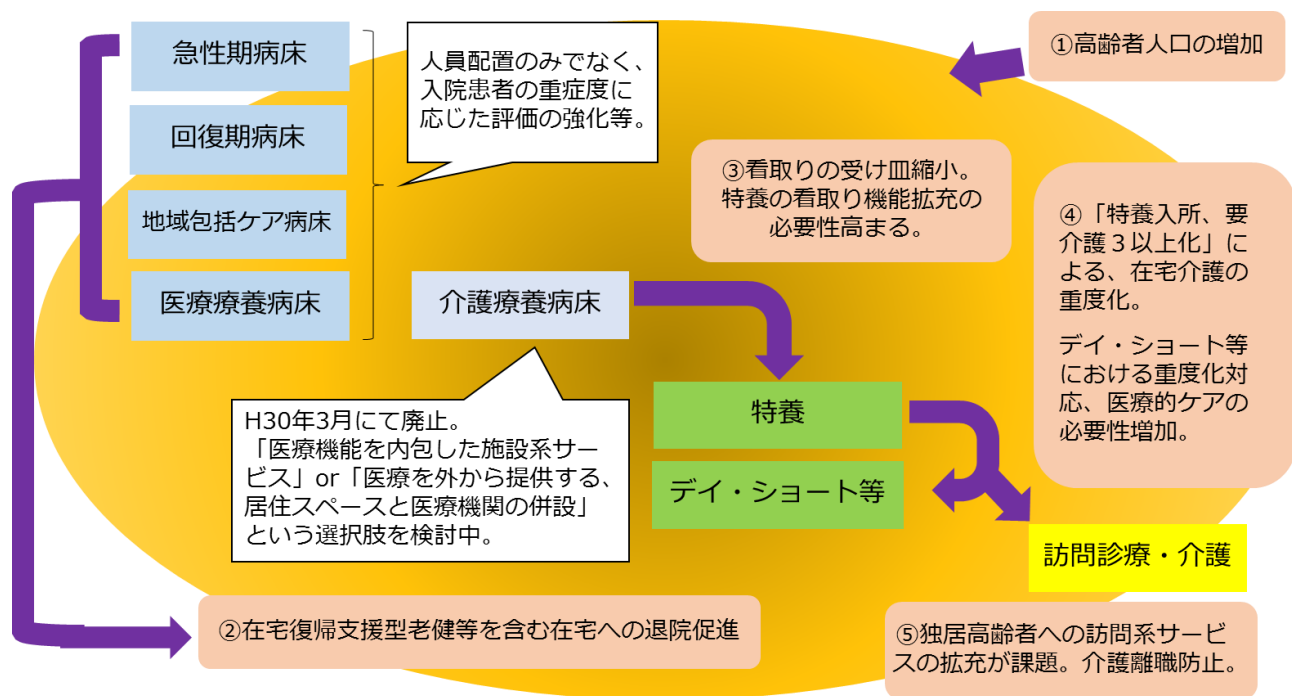 急性期病床
回復期病床
地域包括ケア病床
医療療養病床
人員配置のみでなく、
入院患者の重症度に
応じた評価の強化等。
①高齢者人口の増加
③看取りの受け皿縮小。
特養の看取り機能拡充の
必要性高まる。
④「特養入所、要
介護３以上化」に
よる、在宅介護の
重度化。
デイ・ショート等
における重度化対
応、医療的ケアの
必要性増加。
介護療養病床
H30年3月にて廃止。
「医療機能を内包した施設系サー
ビス」or「医療を外から提供する、
居住スペースと医療機関の併設」
という選択肢を検討中。
特養
デイ・ショート等
訪問診療・介護
②在宅復帰支援型老健等を含む在宅への退院促進
⑤独居高齢者への訪問系サービ
スの拡充が課題。介護離職防止。